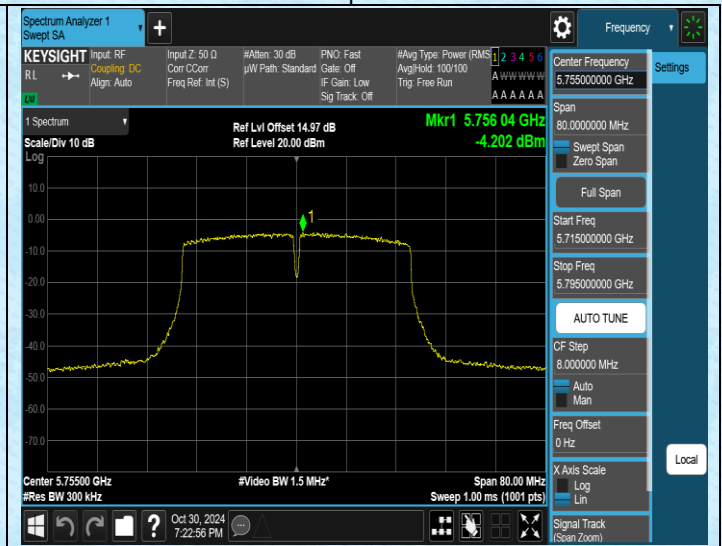 Spectrum Analyzer 1
Swept SA
Frequency
KEYSIGHT
RL
Input: RF
Coupling: DC
Align: Auto
Input Z: 50 Ω
Corr CCorr
Freq Ref: Int (S)
#Atten: 30 dB
µW Path: Standard
PNO: Fast
Gate: Off
IF Gain: Low
Sig Track: Off
#Avg Type: Power (RMS
Avg|Hold: 100/100
Trig: Free Run
1 2 3 4 5 6
A W W W W W
A A A A A A
1 Spectrum
Scale/Div 10 dB
Log
Ref Lvl Offset 14.97 dB
Ref Level 20.00 dBm
Mkr1 5.756 04 GHz
-4.202 dBm
10.0
0.00
-10.0
-20.0
-30.0
-40.0
-50.0
-60.0
-70.0
1
Center 5.75500 GHz
#Res BW 300 kHz
#Video BW 1.5 MHz*
Span 80.00 MHz
Sweep 1.00 ms (1001 pts)
Oct 30, 2024
7:22:56 PM
Center Frequency
5.755000000 GHz
Settings
Span
80.0000000 MHz
Swept Span
Zero Span
Full Span
Start Freq
5.715000000 GHz
Stop Freq
5.795000000 GHz
AUTO TUNE
CF Step
8.000000 MHz
Auto
Man
Freq Offset
0 Hz
X Axis Scale
Log
Lin
Local
Signal Track
(Span Zoom)